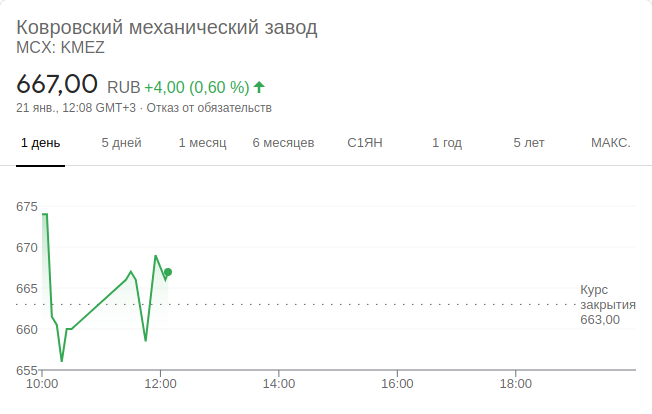 Ковровский механический завод
MCX: KMEZ
667,00 RUB +4,00 (0,60 %)
21 янв., 12:08 GMT+3 · Отказ от обязательств
1 день 5 дней 1 месяц 6 месяцев С1ЯН 1 год 5 лет МАКС.
675
670
665
660
655
Курс
закрытия
663,00
10:00 12:00 14:00 16:00 18:00